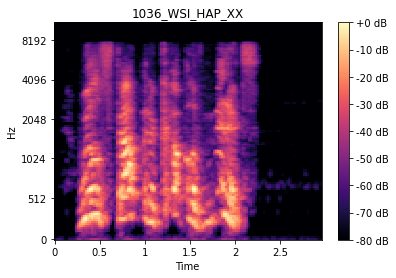 1036_WSI_HAP_XX
+0 dB
8192
-10 dB
4096
-20 dB
-30 dB
2048
Hz
-40 dB
1024
-50 dB
512
-60 dB
-70 dB
0
-80 dB
0 0.5 1 1.5 2 2.5
Time